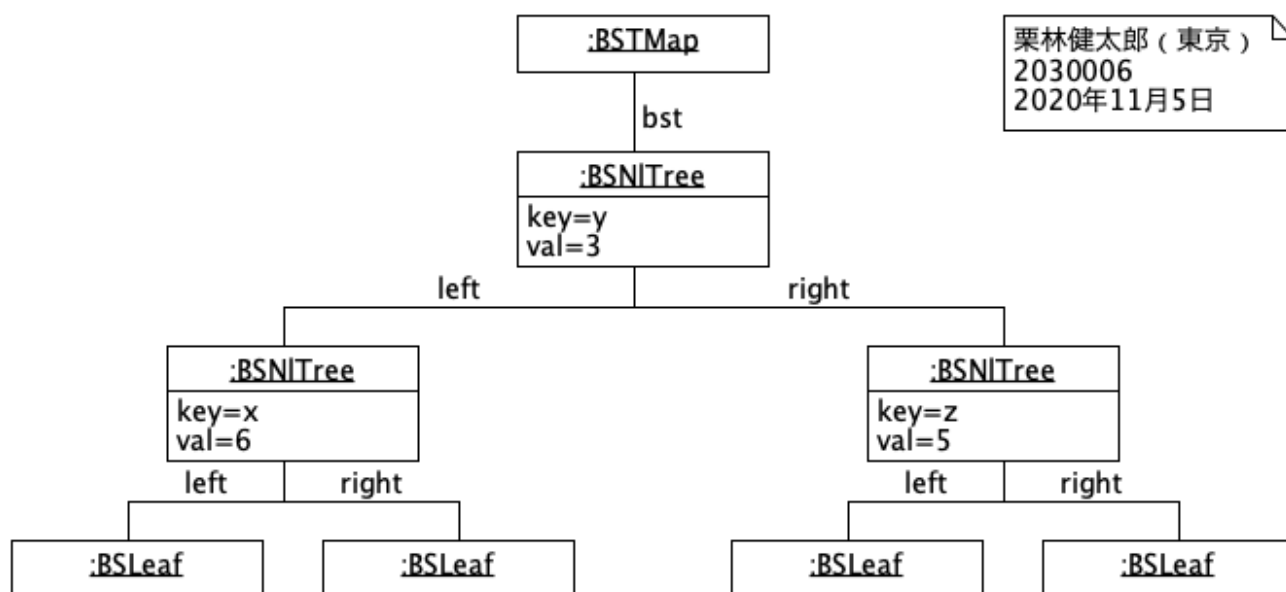 :BSTMap
栗林健太郎（東京）
2030006
2020年11月5日
bst
:BSNlTree
key=y
val=3
left
right
:BSNlTree
key=x
val=6
:BSNlTree
key=z
val=5
left
right
left
right
:BSLeaf
:BSLeaf
:BSLeaf
:BSLeaf